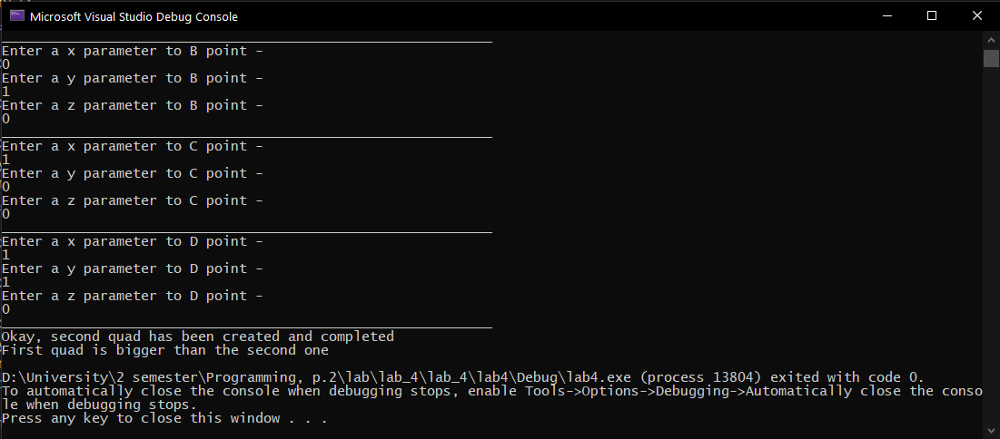 Microsoft Visual Studio Debug Console
Enter a x parameter to B point -
0
Enter a y parameter to B point -
1
Enter a z parameter to B point -
0
Enter a x parameter to C point -
1
Enter a y parameter to C point -
0
Enter a z parameter to C point -
0
Enter a x parameter to D point -
1
Enter a y parameter to D point -
1
Enter a z parameter to D point -
0
Okay, second quad has been created and completed
First quad is bigger than the second one
D:\University\2 semester\Programming, p.2\lab\lab_4\lab_4\lab4\Debug\lab4.exe (process 13804) exited with code 0.
To automatically close the console when debugging stops, enable Tools->Options->Debugging->Automatically close the conso
le when debugging stops.
Press any key to close this window . . .